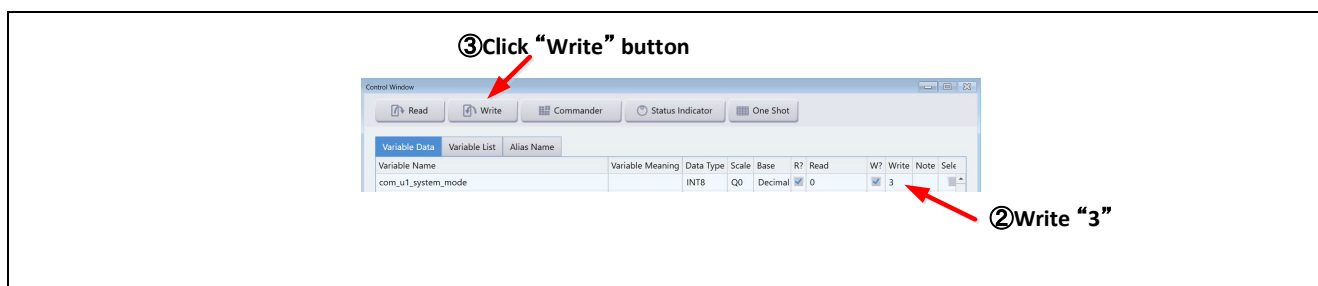 ③Click “Write” button
Control Window
Read Write Commander Status Indicator One Shot
Variable Data Variable List Alias Name
Variable Name Variable Meaning Data Type Scale Base R? Read W? Write Note Sele
com_u1_system_mode INT8 Q0 Decimal 0 3
②Write “3”